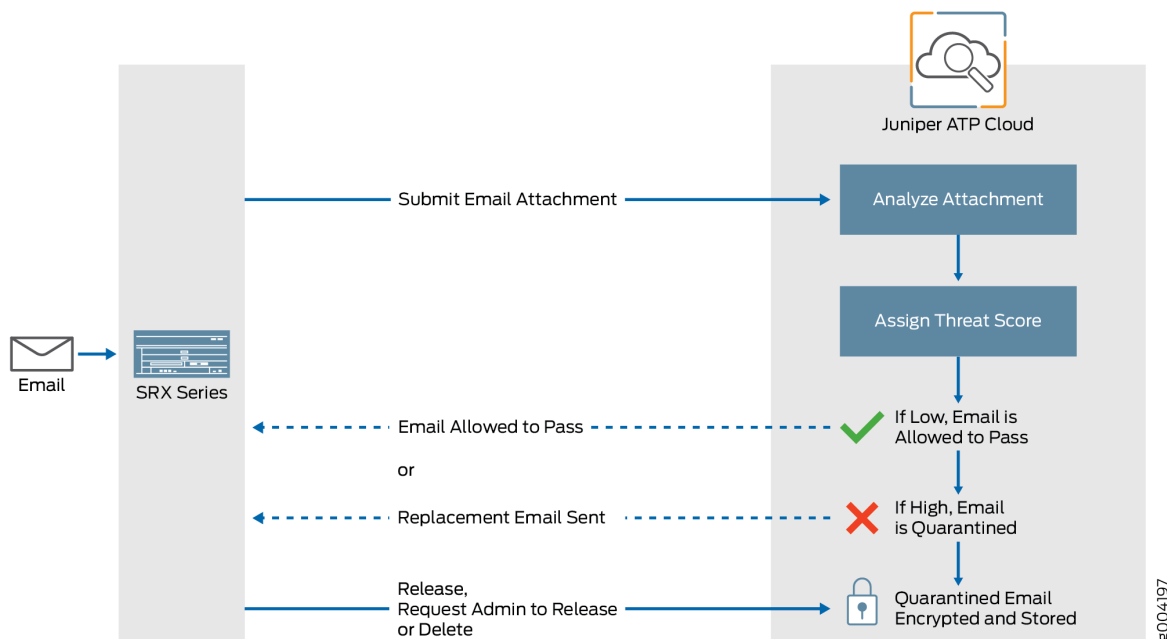 Juniper ATP Cloud
Submit Email Attachment
Analyze Attachment
Assign Threat Score
Email
SRX Series
Email Allowed to Pass
If Low, Email is
Allowed to Pass
or
Replacement Email Sent
If High, Email
is Quarantined
Release,
Request Admin to Release
or Delete
Quarantined Email
Encrypted and Stored
g004197